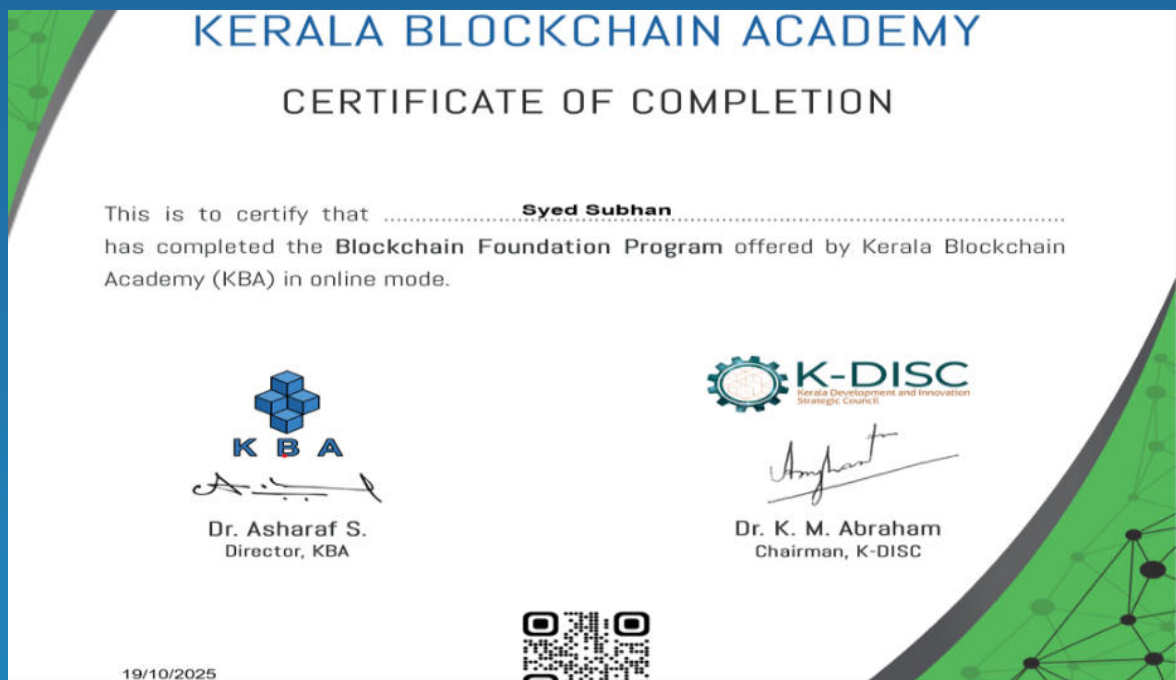 KERALA BLOCKCHAIN ACADEMY
CERTIFICATE OF COMPLETION
This is to certify that ........ Syed Subhan ........
has completed the Blockchain Foundation Program offered by Kerala Blockchain
Academy (KBA) in online mode.
KBA
Dr. Asharaf S.
Director, KBA
K-DISC
Kerala Development and Innovation
Strategic Council
Dr. K. M. Abraham
Chairman, K-DISC
19/10/2025